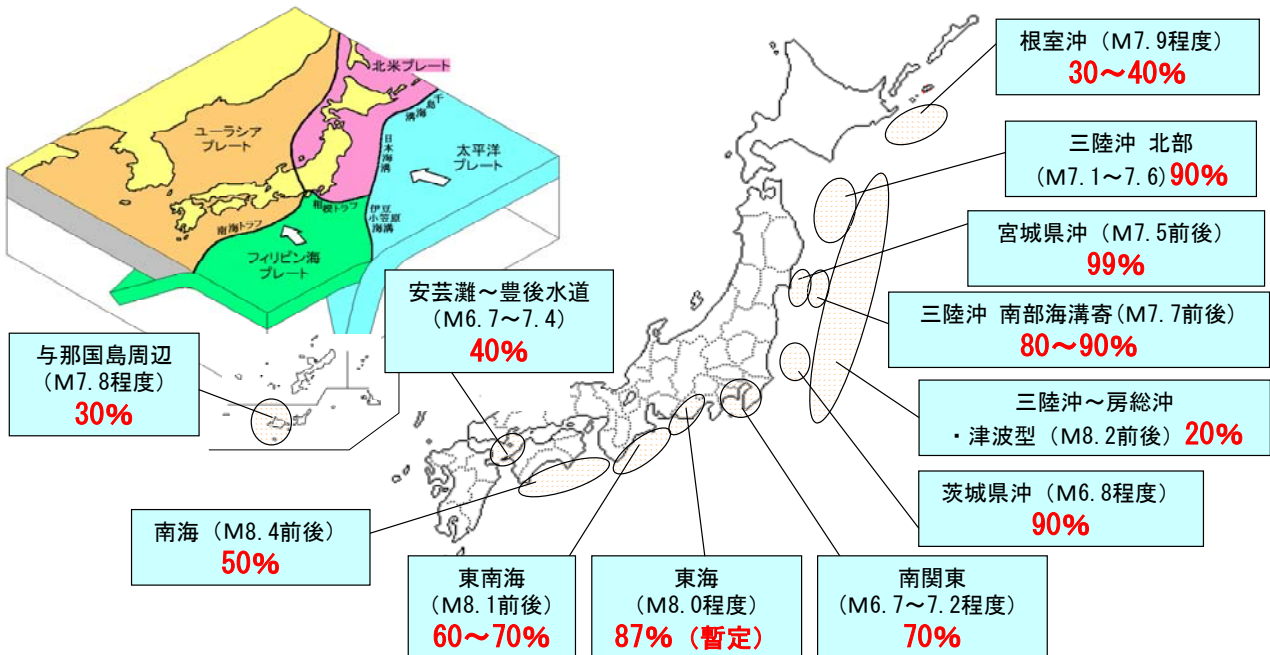 北米プレート
ユーラシア
プレート
千島海溝
日本海溝
太平洋
プレート
相模トラフ
伊豆
小笠原
海溝
南海トラフ
フィリピン海
プレート
根室沖（M7.9程度）
30～40%
三陸沖 北部
(M7.1～7.6) 90%
宮城県沖（M7.5前後）
99%
三陸沖 南部海溝寄(M7.7前後)
80～90%
三陸沖～房総沖
・津波型（M8.2前後）20%
茨城県沖（M6.8程度）
90%
安芸灘～豊後水道
（M6.7～7.4）
40%
与那国島周辺
（M7.8程度）
30%
南海（M8.4前後）
50%
東南海
（M8.1前後）
60～70%
東海
（M8.0程度）
87%（暫定）
南関東
（M6.7～7.2程度）
70%